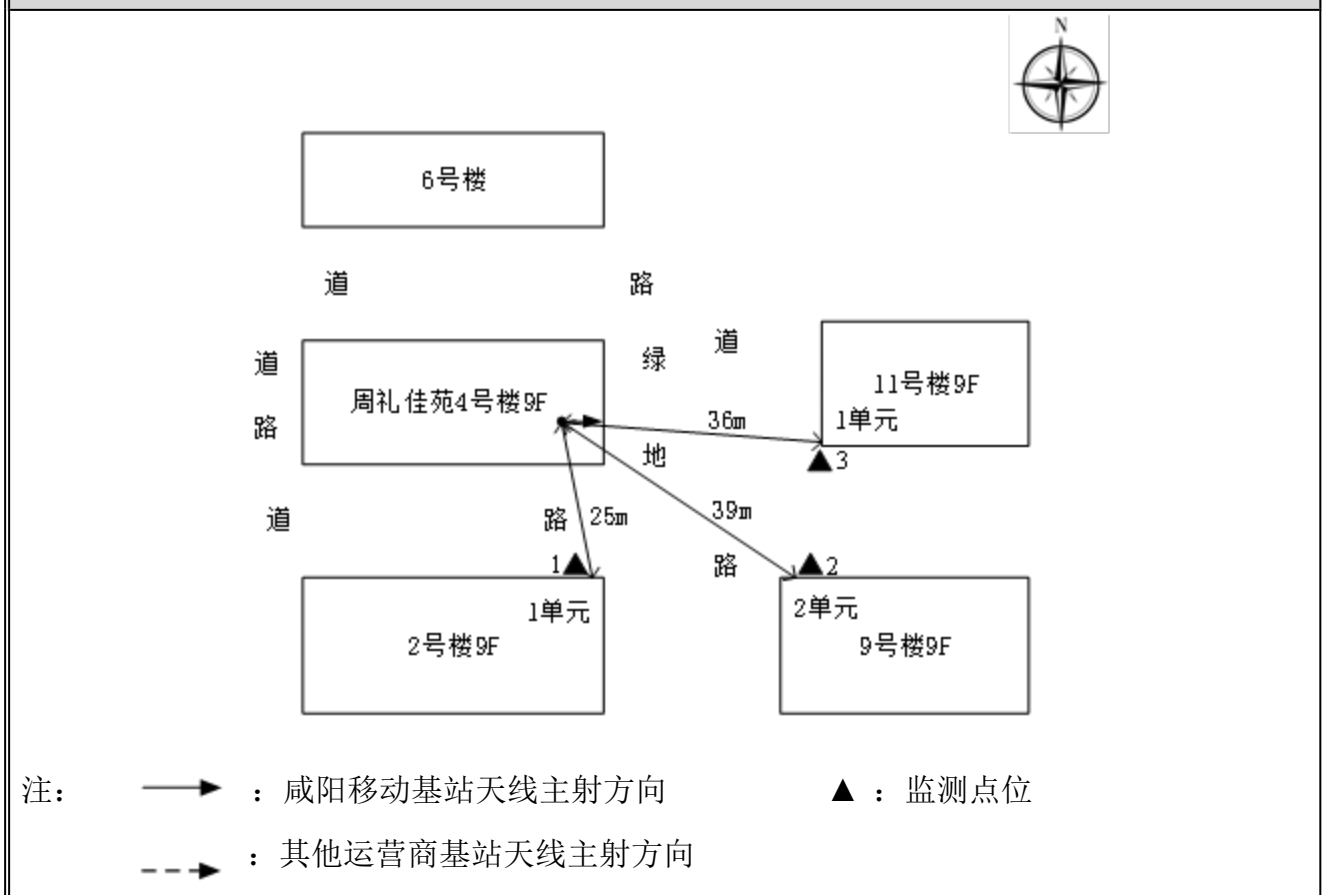 N
6号楼
道 路
道 绿 道
周礼佳苑4号楼9F
11号楼9F
路 36m 1单元
地 ▲3
道 路 25m 39m
1▲ 路 ▲2
1单元 2单元
2号楼9F 9号楼9F
注: :咸阳移动基站天线主射方向 ▲:监测点位
:其他运营商基站天线主射方向